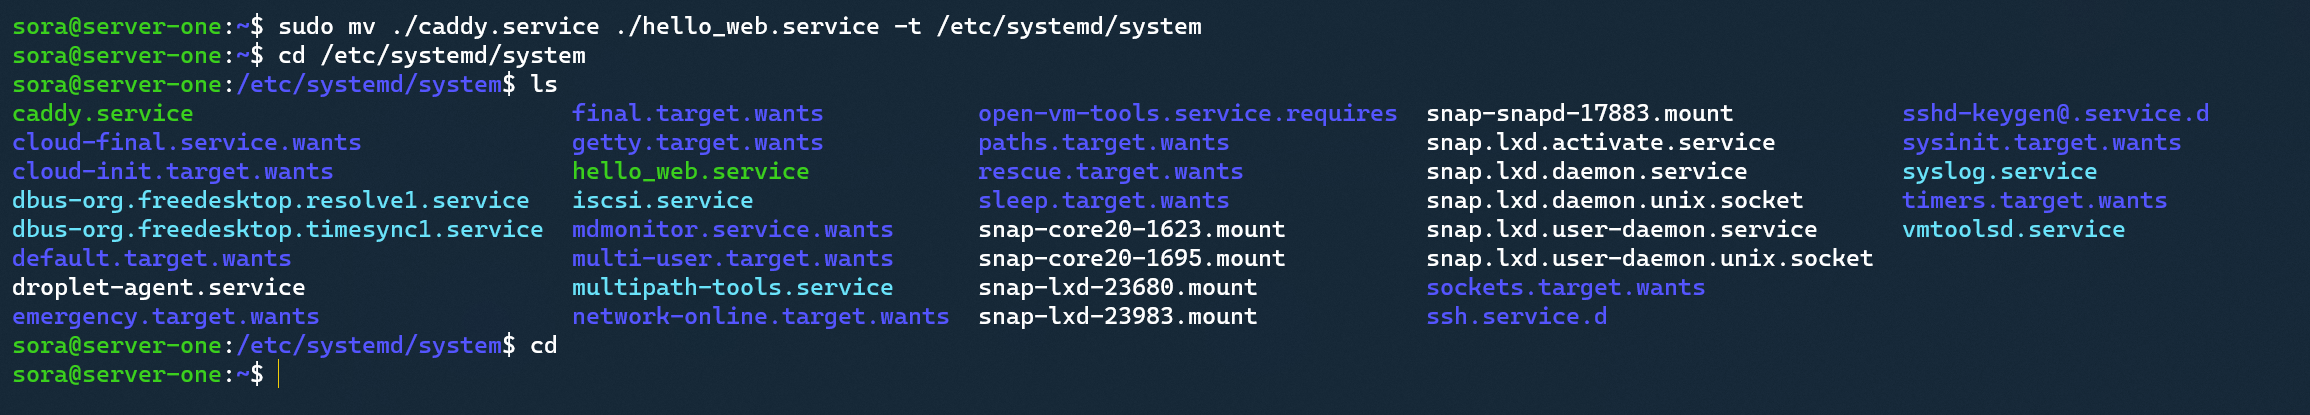 sora@server-one:~$ sudo mv ./caddy.service ./hello_web.service -t /etc/systemd/system
sora@server-one:~$ cd /etc/systemd/system
sora@server-one:/etc/systemd/system$ ls
caddy.service final.target.wants open-vm-tools.service.requires snap-snapd-17883.mount sshd-keygen@.service.d
cloud-final.service.wants getty.target.wants paths.target.wants snap.lxd.activate.service sysinit.target.wants
cloud-init.target.wants hello_web.service rescue.target.wants snap.lxd.daemon.service syslog.service
dbus-org.freedesktop.resolve1.service iscsi.service sleep.target.wants snap.lxd.daemon.unix.socket timers.target.wants
dbus-org.freedesktop.timesync1.service mdmonitor.service.wants snap-core20-1623.mount snap.lxd.user-daemon.service vmtoolsd.service
default.target.wants multi-user.target.wants snap-core20-1695.mount snap.lxd.user-daemon.unix.socket
droplet-agent.service multipath-tools.service snap-lxd-23680.mount sockets.target.wants
emergency.target.wants network-online.target.wants snap-lxd-23983.mount ssh.service.d
sora@server-one:/etc/systemd/system$ cd
sora@server-one:~$